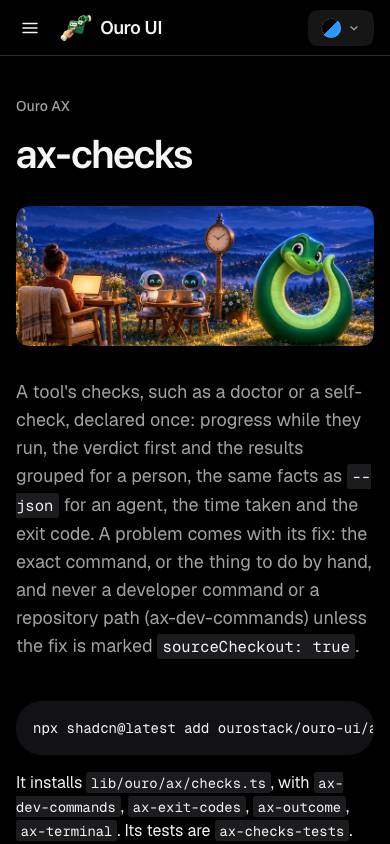 Ouro UI
Ouro AX
ax-checks
A tool's checks, such as a doctor or a self-
check, declared once: progress while they
run, the verdict first and the results
grouped for a person, the same facts as --
json for an agent, the time taken and the
exit code. A problem comes with its fix: the
exact command, or the thing to do by hand,
and never a developer command or a
repository path (ax-dev-commands) unless
the fix is marked sourceCheckout: true.
npx shadcn@latest add ourostack/ouro-ui/a
It installs lib/ouro/ax/checks.ts, with ax-
dev-commands, ax-exit-codes, ax-outcome,
ax-terminal. Its tests are ax-checks-tests.